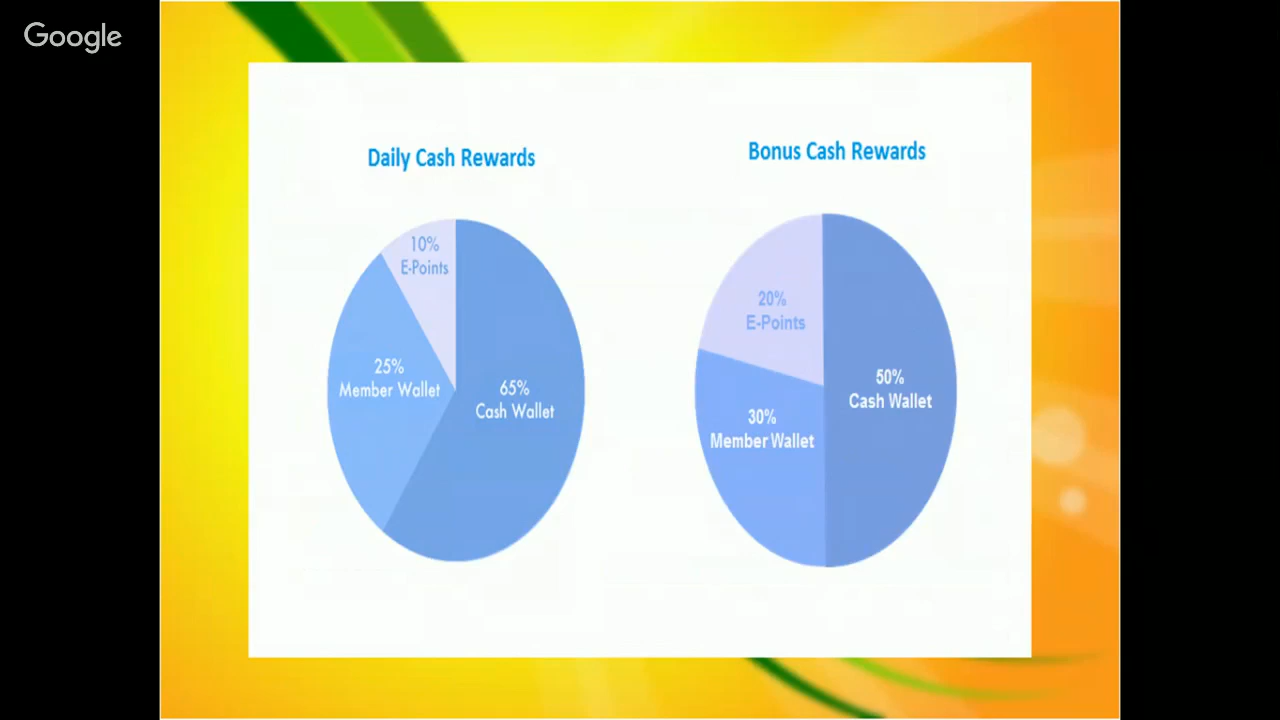 Google
Daily Cash Rewards
10%
E-Points
25%
Member Wallet
65%
Cash Wallet
Bonus Cash Rewards
20%
E-Points
50%
Cash Wallet
30%
Member Wallet